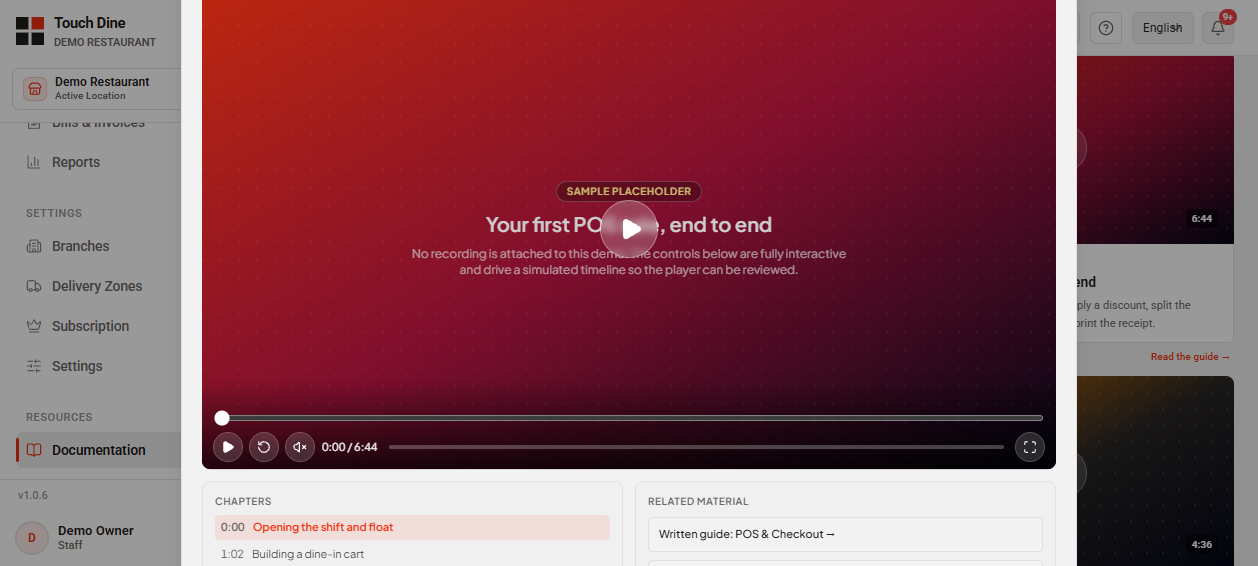 Touch Dine
DEMO RESTAURANT
Demo Restaurant
Active Location
Bills & Invoices
Reports
SETTINGS
Branches
Delivery Zones
Subscription
Settings
RESOURCES
Documentation
v1.0.6
D
Demo Owner
Staff
SAMPLE PLACEHOLDER
Your first , end to end
No recording is attached to this controls below are fully interactive
and drive a simulated timeline so the player can be reviewed.
0:00 / 6:44
CHAPTERS
0:00 Opening the shift and float
1:02 Building a dine-in cart
RELATED MATERIAL
Written guide: POS & Checkout →
English
9+
6:44
end
ply a discount, split the
print the receipt.
Read the guide →
4:36